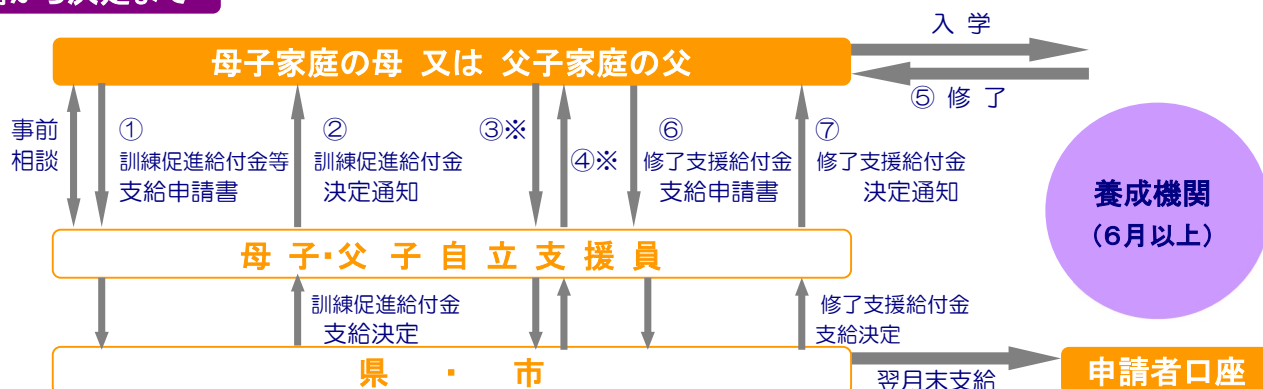 から決定まで
入 学
母子家庭の母 又は 父子家庭の父
⑤ 修 了
事前
相談
①
訓練促進給付金等
支給申請書
②
訓練促進給付金
決定通知
③※
④※
⑥
修了支援給付金
支給申請書
⑦
修了支援給付金
決定通知
養成機関
(6月以上)
母 子・父 子 自 立 支 援 員
訓練促進給付金
支給決定
修了支援給付金
支給決定
県 ・ 市
翌月末支給
申請者口座